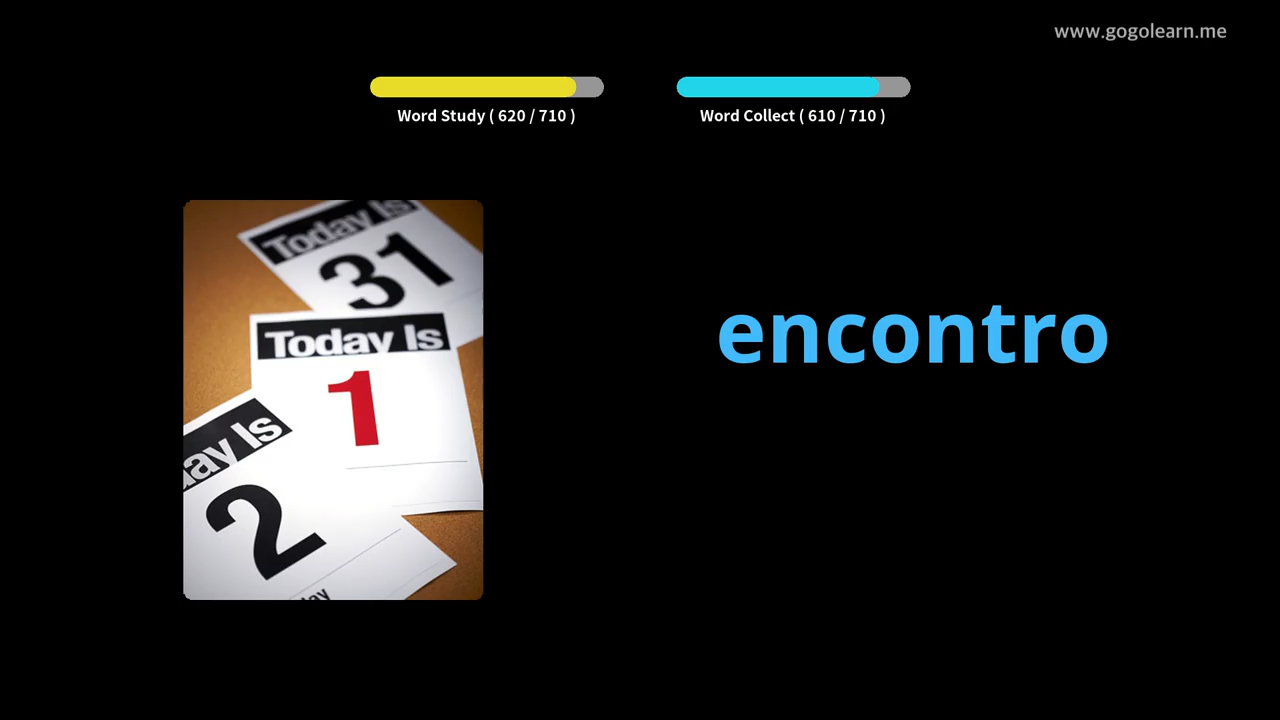 www.gogolearn.me
Word Study ( 620 / 710 )
Word Collect ( 610 / 710 )
Today Is
31
Today Is
1
ay Is
2
ay
encontro